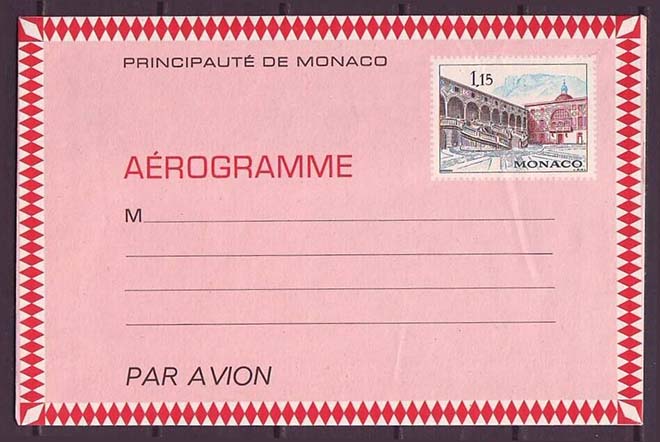 PRINCIPAUTÉ DE MONACO
1,15
MONACO
AÉROGRAMME
M
PAR AVION